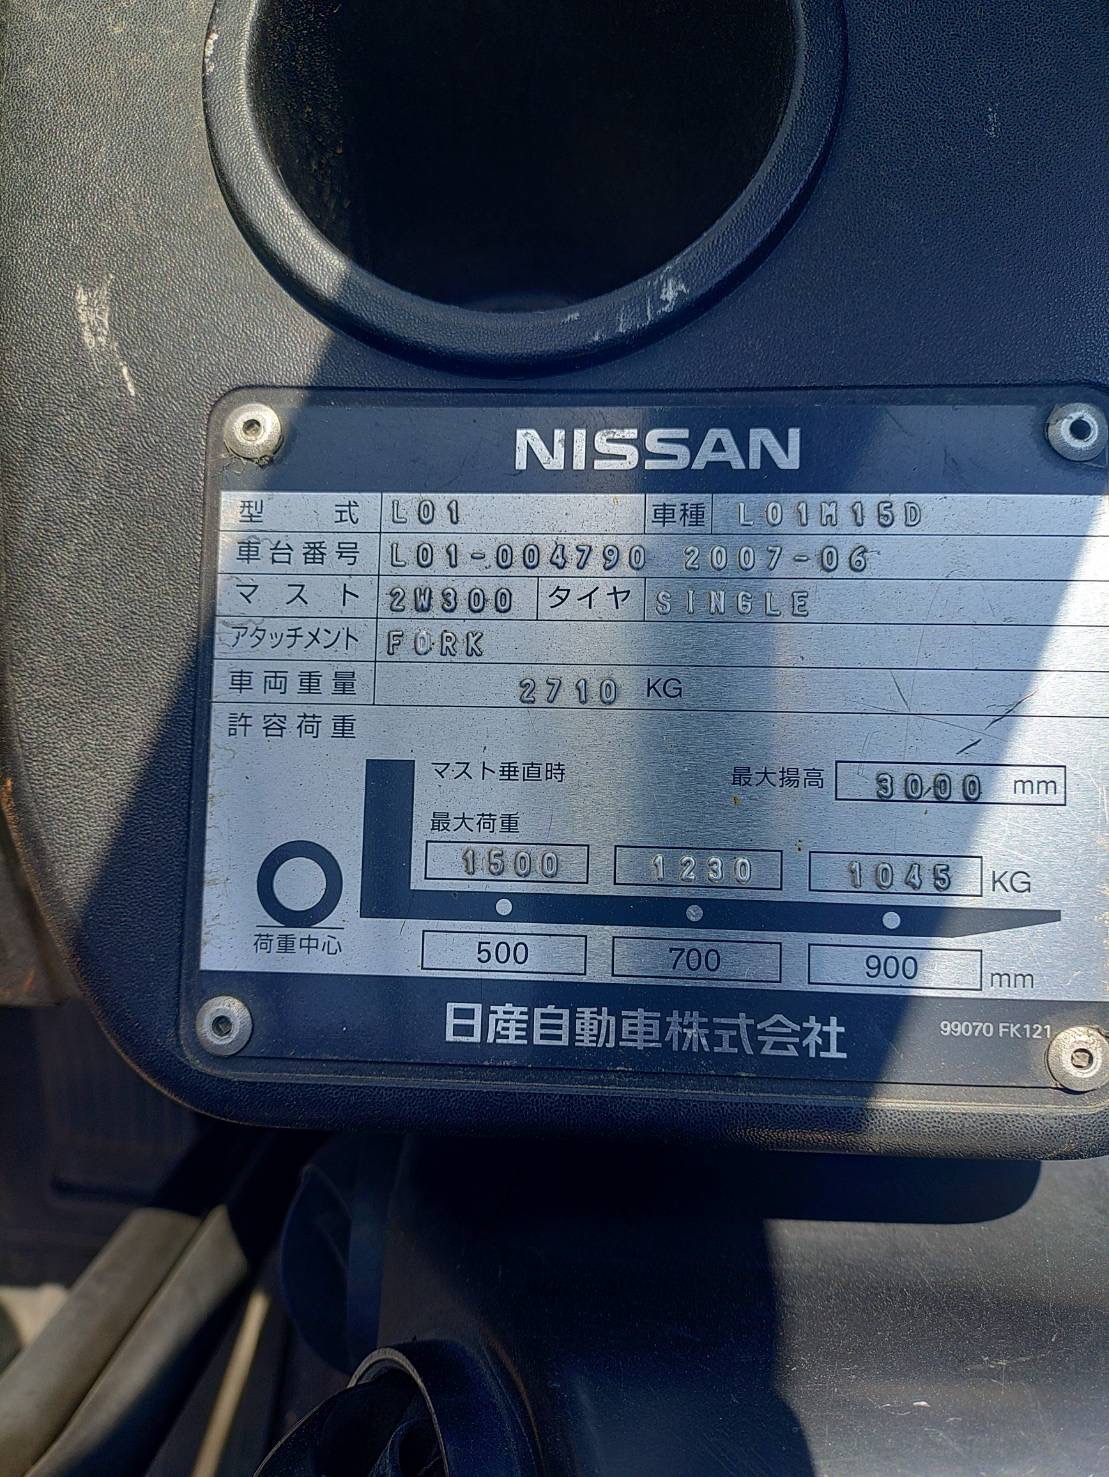 NISSAN
型 式 L01 車種 L01M15D
車台番号 L01-004790 2007-06
マスト 2W300 タイヤ SINGLE
アタッチメント FORK
車両重量 2710 KG
許容荷重
マスト垂直時 最大揚高 3000 mm
最大荷重
1500 1230 1045 KG
荷重中心
500 700 900 mm
日産自動車株式会社 99070 FK121